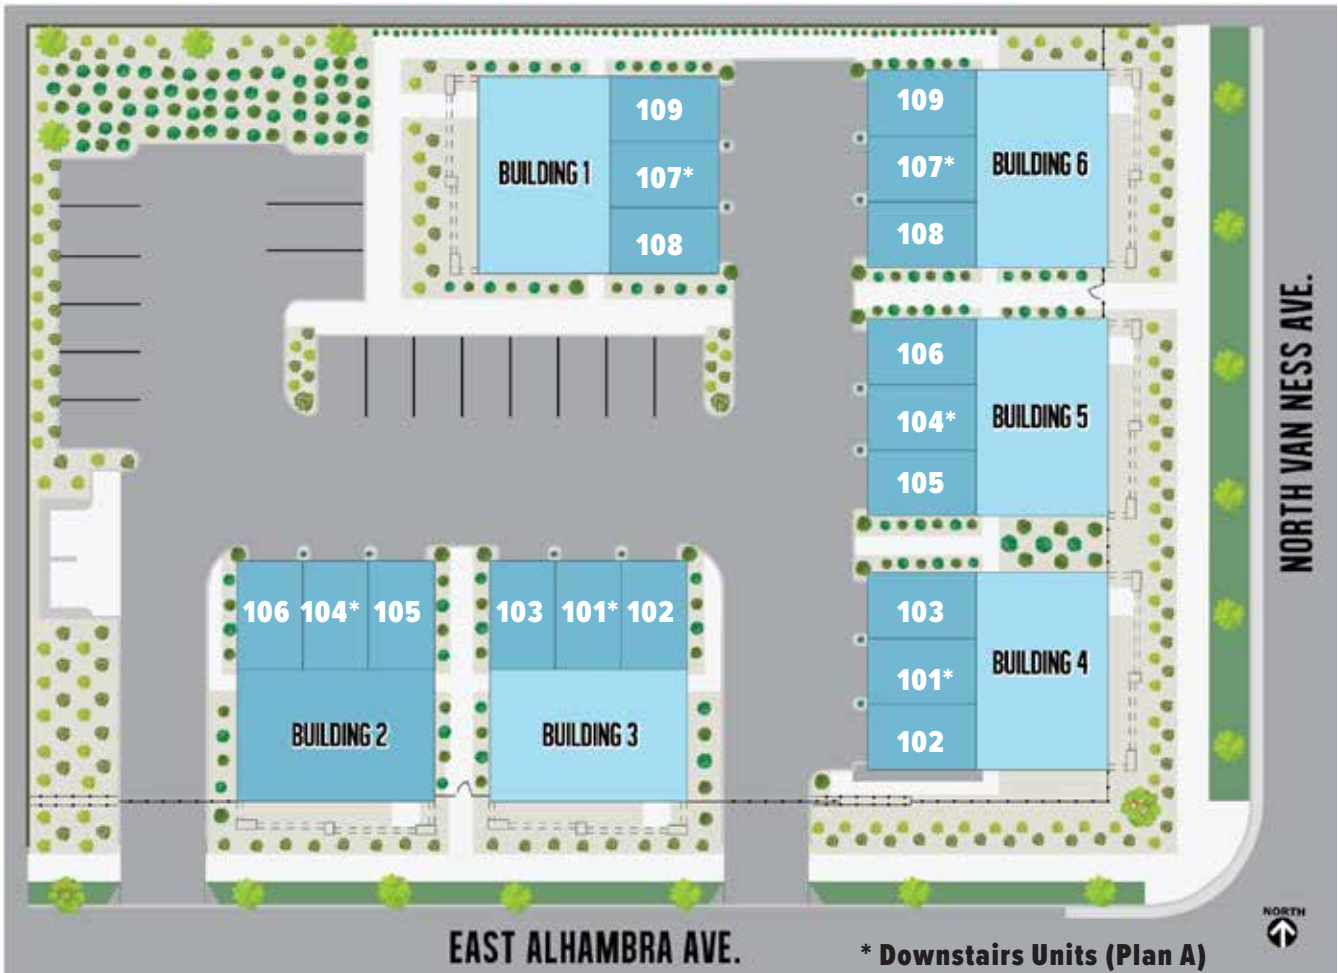 109
BUILDING 1
107*
108
109
107*
BUILDING 6
108
106
104*
BUILDING 5
105
NORTH VAN NESS AVE.
106 104* 105
BUILDING 2
103 101* 102
BUILDING 3
103
101*
BUILDING 4
102
EAST ALHAMBRA AVE.
* Downstairs Units (Plan A)
NORTH